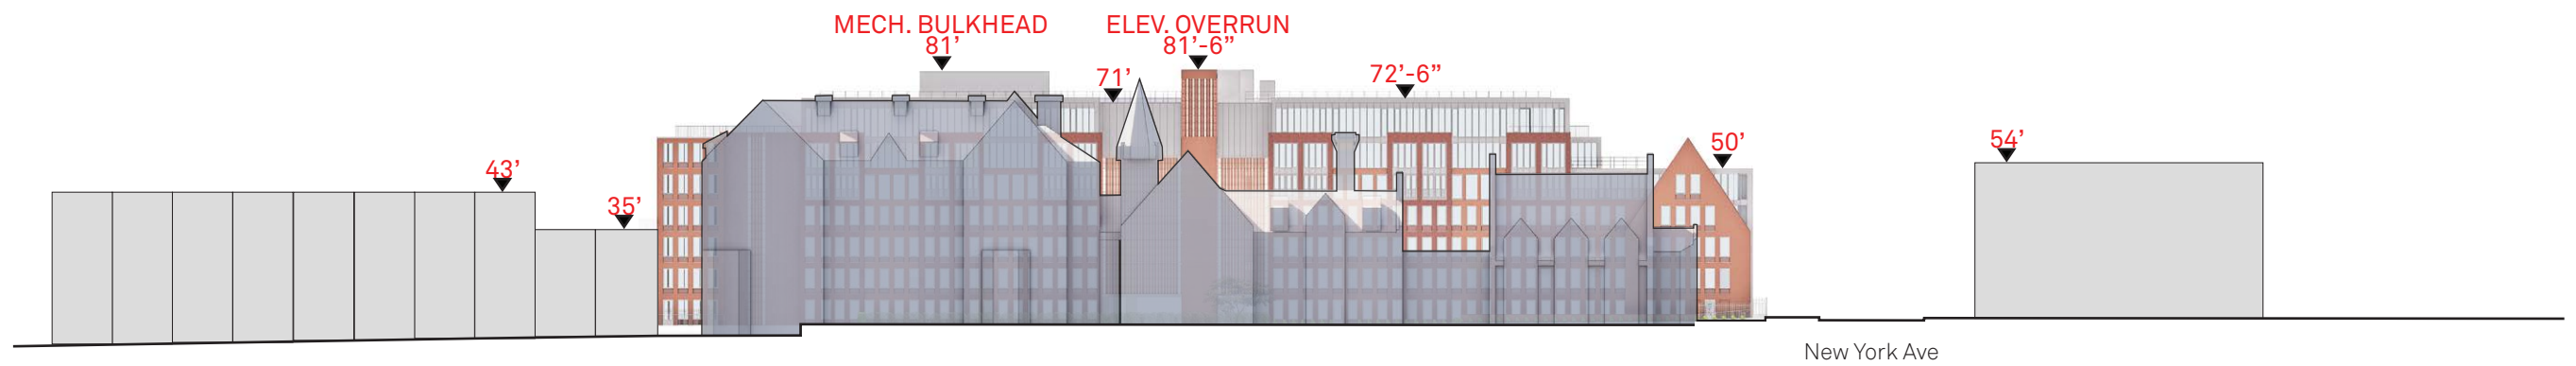 MECH. BULKHEAD
81’
ELEV. OVERRUN
81’-6”
71’
72’-6”
43’
35’
50’
54’
New York Ave